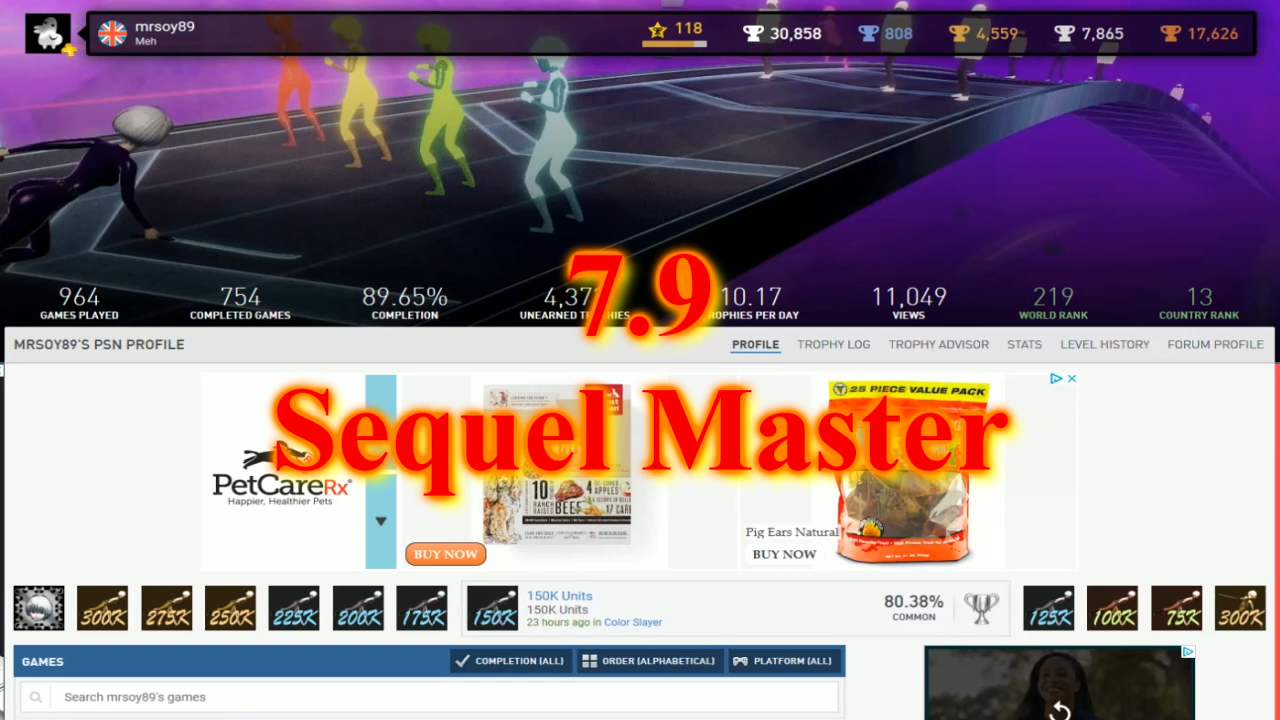 mrsoy89
Meh
118
30,858
808
4,559
7,865
17,626
7.9
Sequel Master
964
754
89.65%
11,049
219
13
GAMES PLAYED
COMPLETED GAMES
COMPLETION
UNEARNED
PER DAY
VIEWS
WORLD RANK
COUNTRY RANK
MRSOY89'S PSN PROFILE
PROFILE
TROPHY LOG
TROPHY ADVISOR
STATS
LEVEL HISTORY
FORUM PROFILE
PetCareRx
Happier, Healthier Pets
BUY NOW
25 PIECE VALUE PACK
Pig Ears Natural
BUY NOW
300K
275K
250K
225K
200K
175K
150K
150K Units
150K Units
23 hours ago in Color Slayer
80.38%
COMMON
125K
100K
75K
300K
GAMES
COMPLETION (ALL)
ORDER (ALPHABETICAL)
PLATFORM (ALL)
Search mrsoy89's games